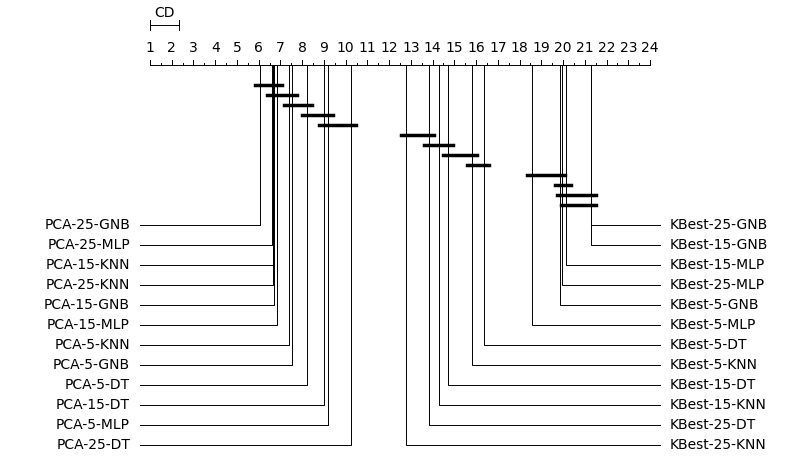 CD
1 2 3 4 5 6 7 8 9 10 11 12 13 14 15 16 17 18 19 20 21 22 23 24
PCA-25-GNB KBest-25-GNB
PCA-25-MLP KBest-15-GNB
PCA-15-KNN KBest-15-MLP
PCA-25-KNN KBest-25-MLP
PCA-15-GNB KBest-5-GNB
PCA-15-MLP KBest-5-MLP
PCA-5-KNN KBest-5-DT
PCA-5-GNB KBest-5-KNN
PCA-5-DT KBest-15-DT
PCA-15-DT KBest-15-KNN
PCA-5-MLP KBest-25-DT
PCA-25-DT KBest-25-KNN